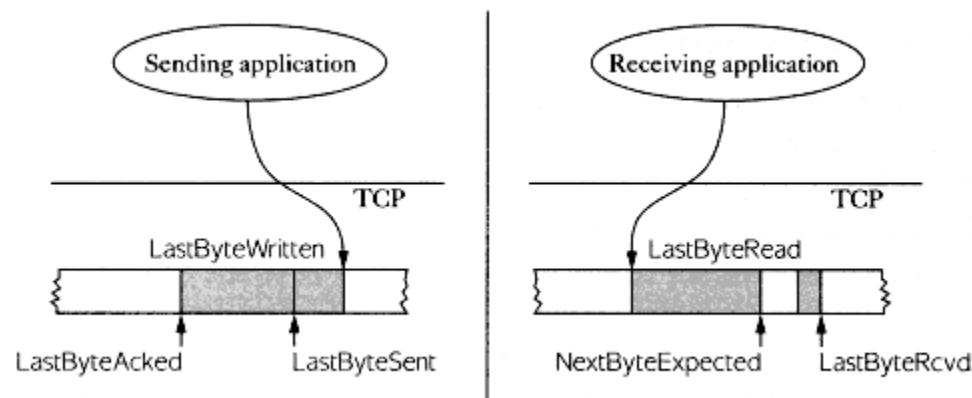 Sending application
TCP
LastByteWritten
LastByteAcked
LastByteSent
Receiving application
TCP
LastByteRead
NextByteExpected
LastByteRcvd